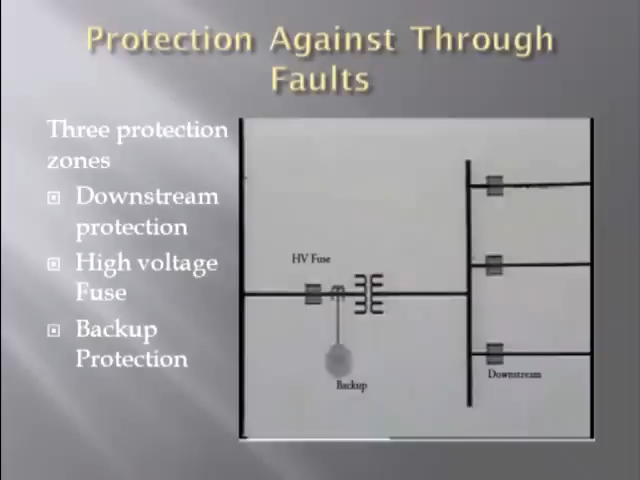 Protection Against Through
Faults
Three protection
zones
Downstream
protection
High voltage
Fuse
Backup
Protection
HV Fuse
Backup
Downstream